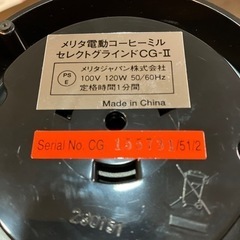 メリタ電動コーヒーミル
セレクトグラインドCG-Ⅱ
メリタジャパン株式会社
PSE
100V 120W 50/60Hz
定格時間1分間
Made in China
Serial No. CG /51/2